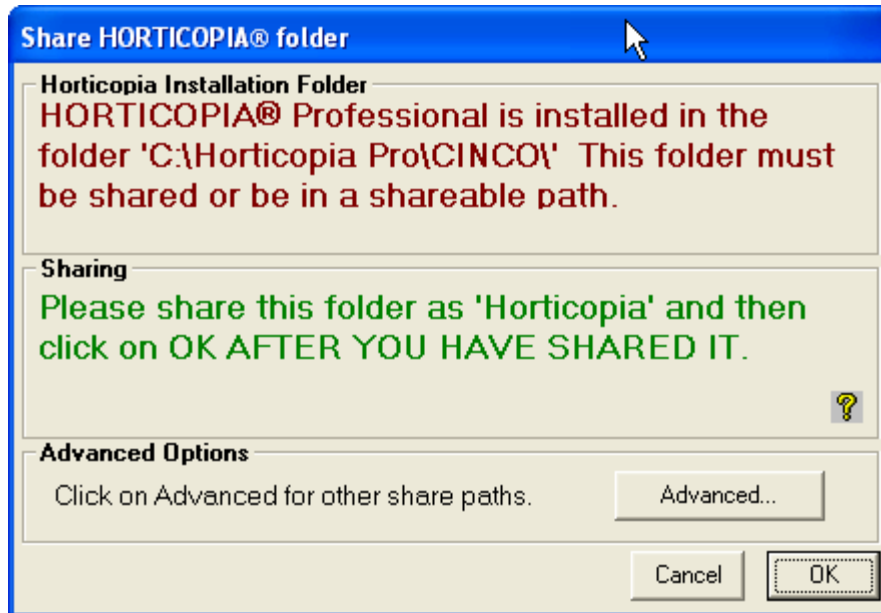 Share HORTICOPIA® folder
Horticopia Installation Folder
HORTICOPIA® Professional is installed in the
folder 'C:\Horticopia Pro\CINCO\' This folder must
be shared or be in a shareable path.
Sharing
Please share this folder as 'Horticopia' and then
click on OK AFTER YOU HAVE SHARED IT.
?
Advanced Options
Click on Advanced for other share paths.
Advanced...
Cancel
OK